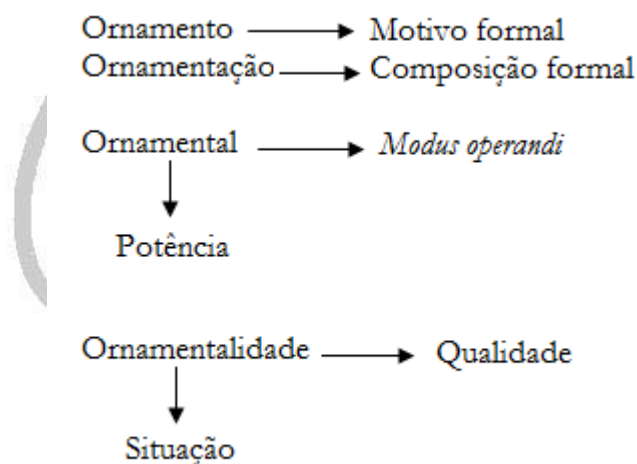 Ornamento Motivo formal
Ornamentação Composição formal
Ornamental Modus operandi
Potência
Ornamentalidade Qualidade
Situação